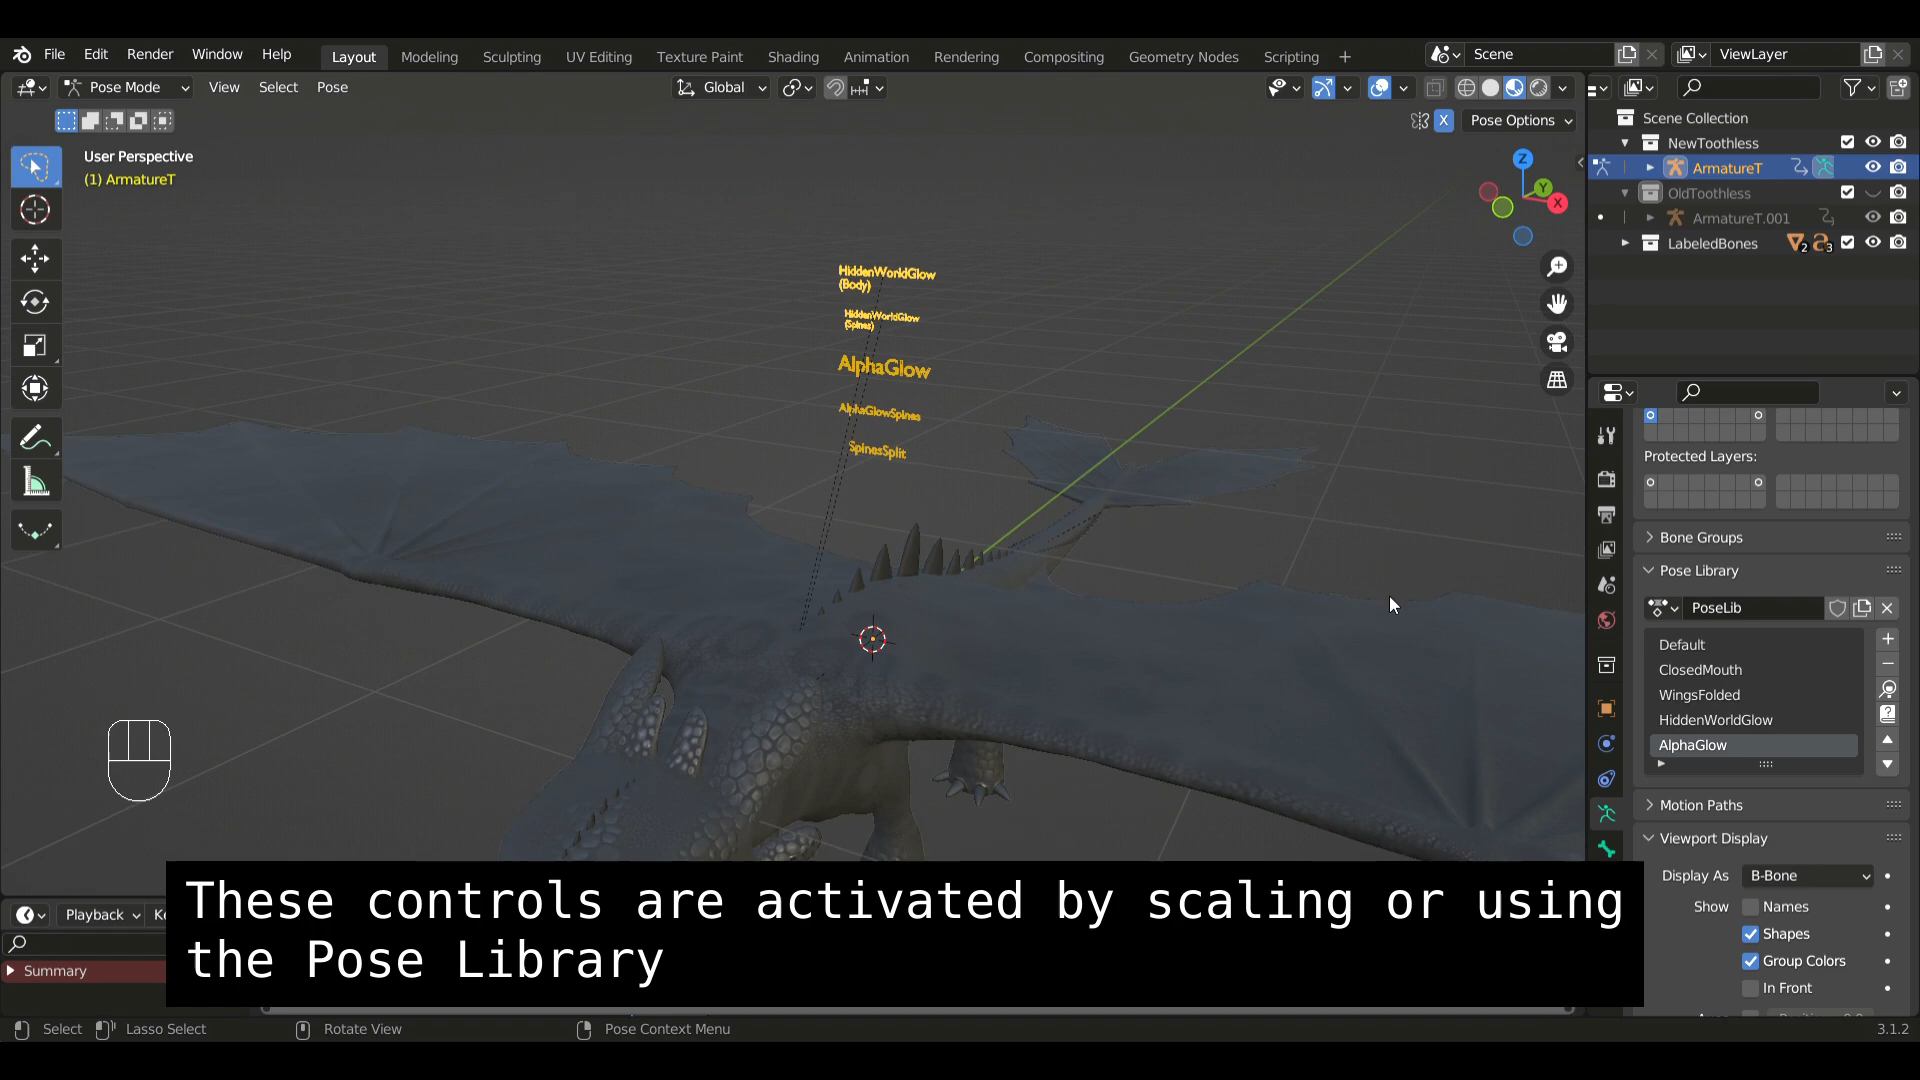 File Edit Render Window Help Layout Modeling Sculpting UV Editing Texture Paint Shading Animation Rendering Compositing Geometry Nodes Scripting + Scene ViewLayer
Pose Mode View Select Pose Global
X Pose Options
User Perspective
(1) ArmatureT
Z
Y
X
HiddenWorldGlow
(Body)
HiddenWorldGlow
(Spines)
AlphaGlow
AlphaGlowSpines
SpinesSplit
Scene Collection
NewToothless
ArmatureT
OldToothless
ArmatureT.001
LabeledBones 2 3
Protected Layers:
Bone Groups
Pose Library
PoseLib
Default
ClosedMouth
WingsFolded
HiddenWorldGlow
AlphaGlow
Motion Paths
Viewport Display
Display As B-Bone
Show Names
Shapes
Group Colors
In Front
Playback
Summary
These controls are activated by scaling or using
the Pose Library
Select Lasso Select Rotate View Pose Context Menu 3.1.2